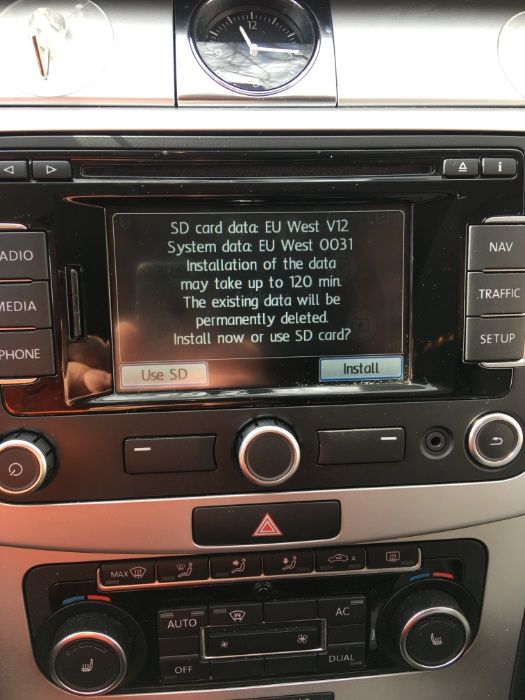 12
SD card data: EU West V12
System data: EU West 0031
Installation of the data
may take up to 120 min.
The existing data will be
permanently deleted.
Install now or use SD card?
Use SD
Install
ADIO
MEDIA
PHONE
NAV
TRAFFIC
SETUP
i
MAX
A
AUTO
AC
OFF
DUAL